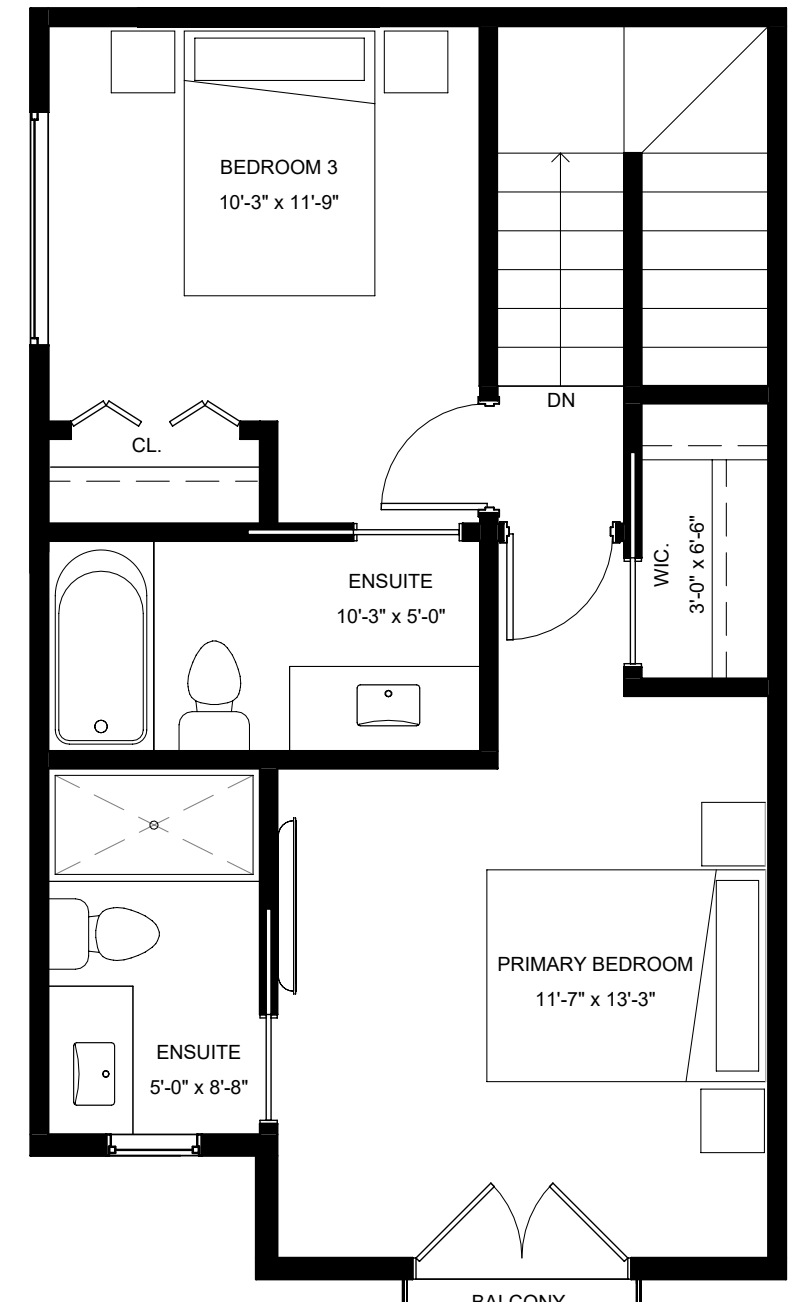 BEDROOM 3
10'-3" x 11'-9"
DN
CL.
WIC.
3'-0" x 6'-6"
ENSUITE
10'-3" x 5'-0"
PRIMARY BEDROOM
11'-7" x 13'-3"
ENSUITE
5'-0" x 8'-8"
BALCONY